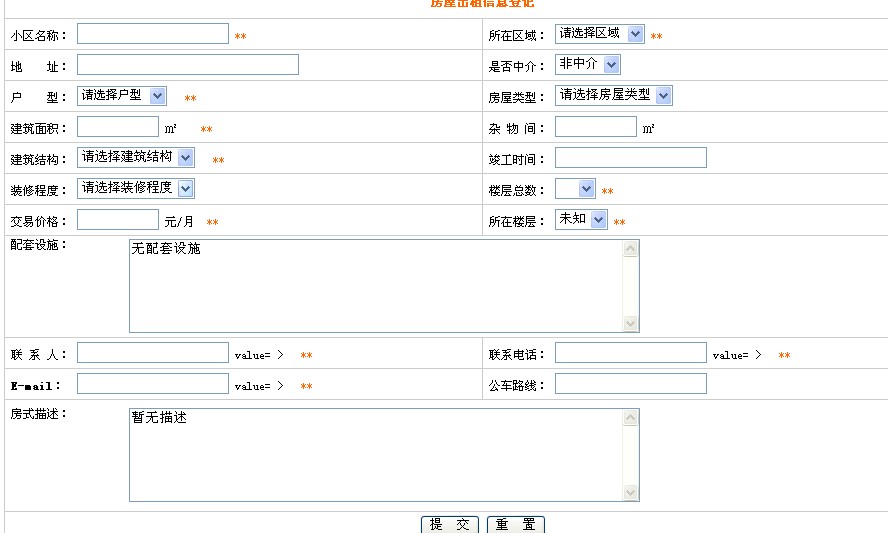 房屋出租信息登记
小区名称： ** 所在区域： 请选择区域 **
地 址： 是否中介： 非中介
户 型： 请选择户型 ** 房屋类型： 请选择房屋类型
建筑面积： ㎡ ** 杂 物 间： ㎡
建筑结构： 请选择建筑结构 ** 竣工时间：
装修程度： 请选择装修程度 楼层总数： **
交易价格： 元/月 ** 所在楼层： 未知 **
配套设施： 无配套设施
联 系 人： value= > ** 联系电话： value= > **
E-mail： value= > ** 公车路线：
房式描述： 暂无描述
提 交 重 置